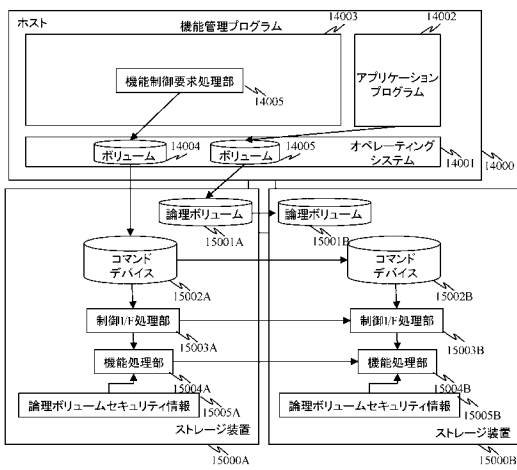 ホスト
機能管理プログラム
14003
14002
機能制御要求処理部
14005
アプリケーション
プログラム
ボリューム
14004
ボリューム
14005
オペレーティング
システム
14001
14000
論理ボリューム
15001A
論理ボリューム
15001B
コマンド
デバイス
15002A
コマンド
デバイス
15002B
制御I/F処理部
15003A
制御I/F処理部
15003B
機能処理部
15004A
機能処理部
15004B
論理ボリュームセキュリティ情報
15005A
論理ボリュームセキュリティ情報
15005B
ストレージ装置
15000A
ストレージ装置
15000B